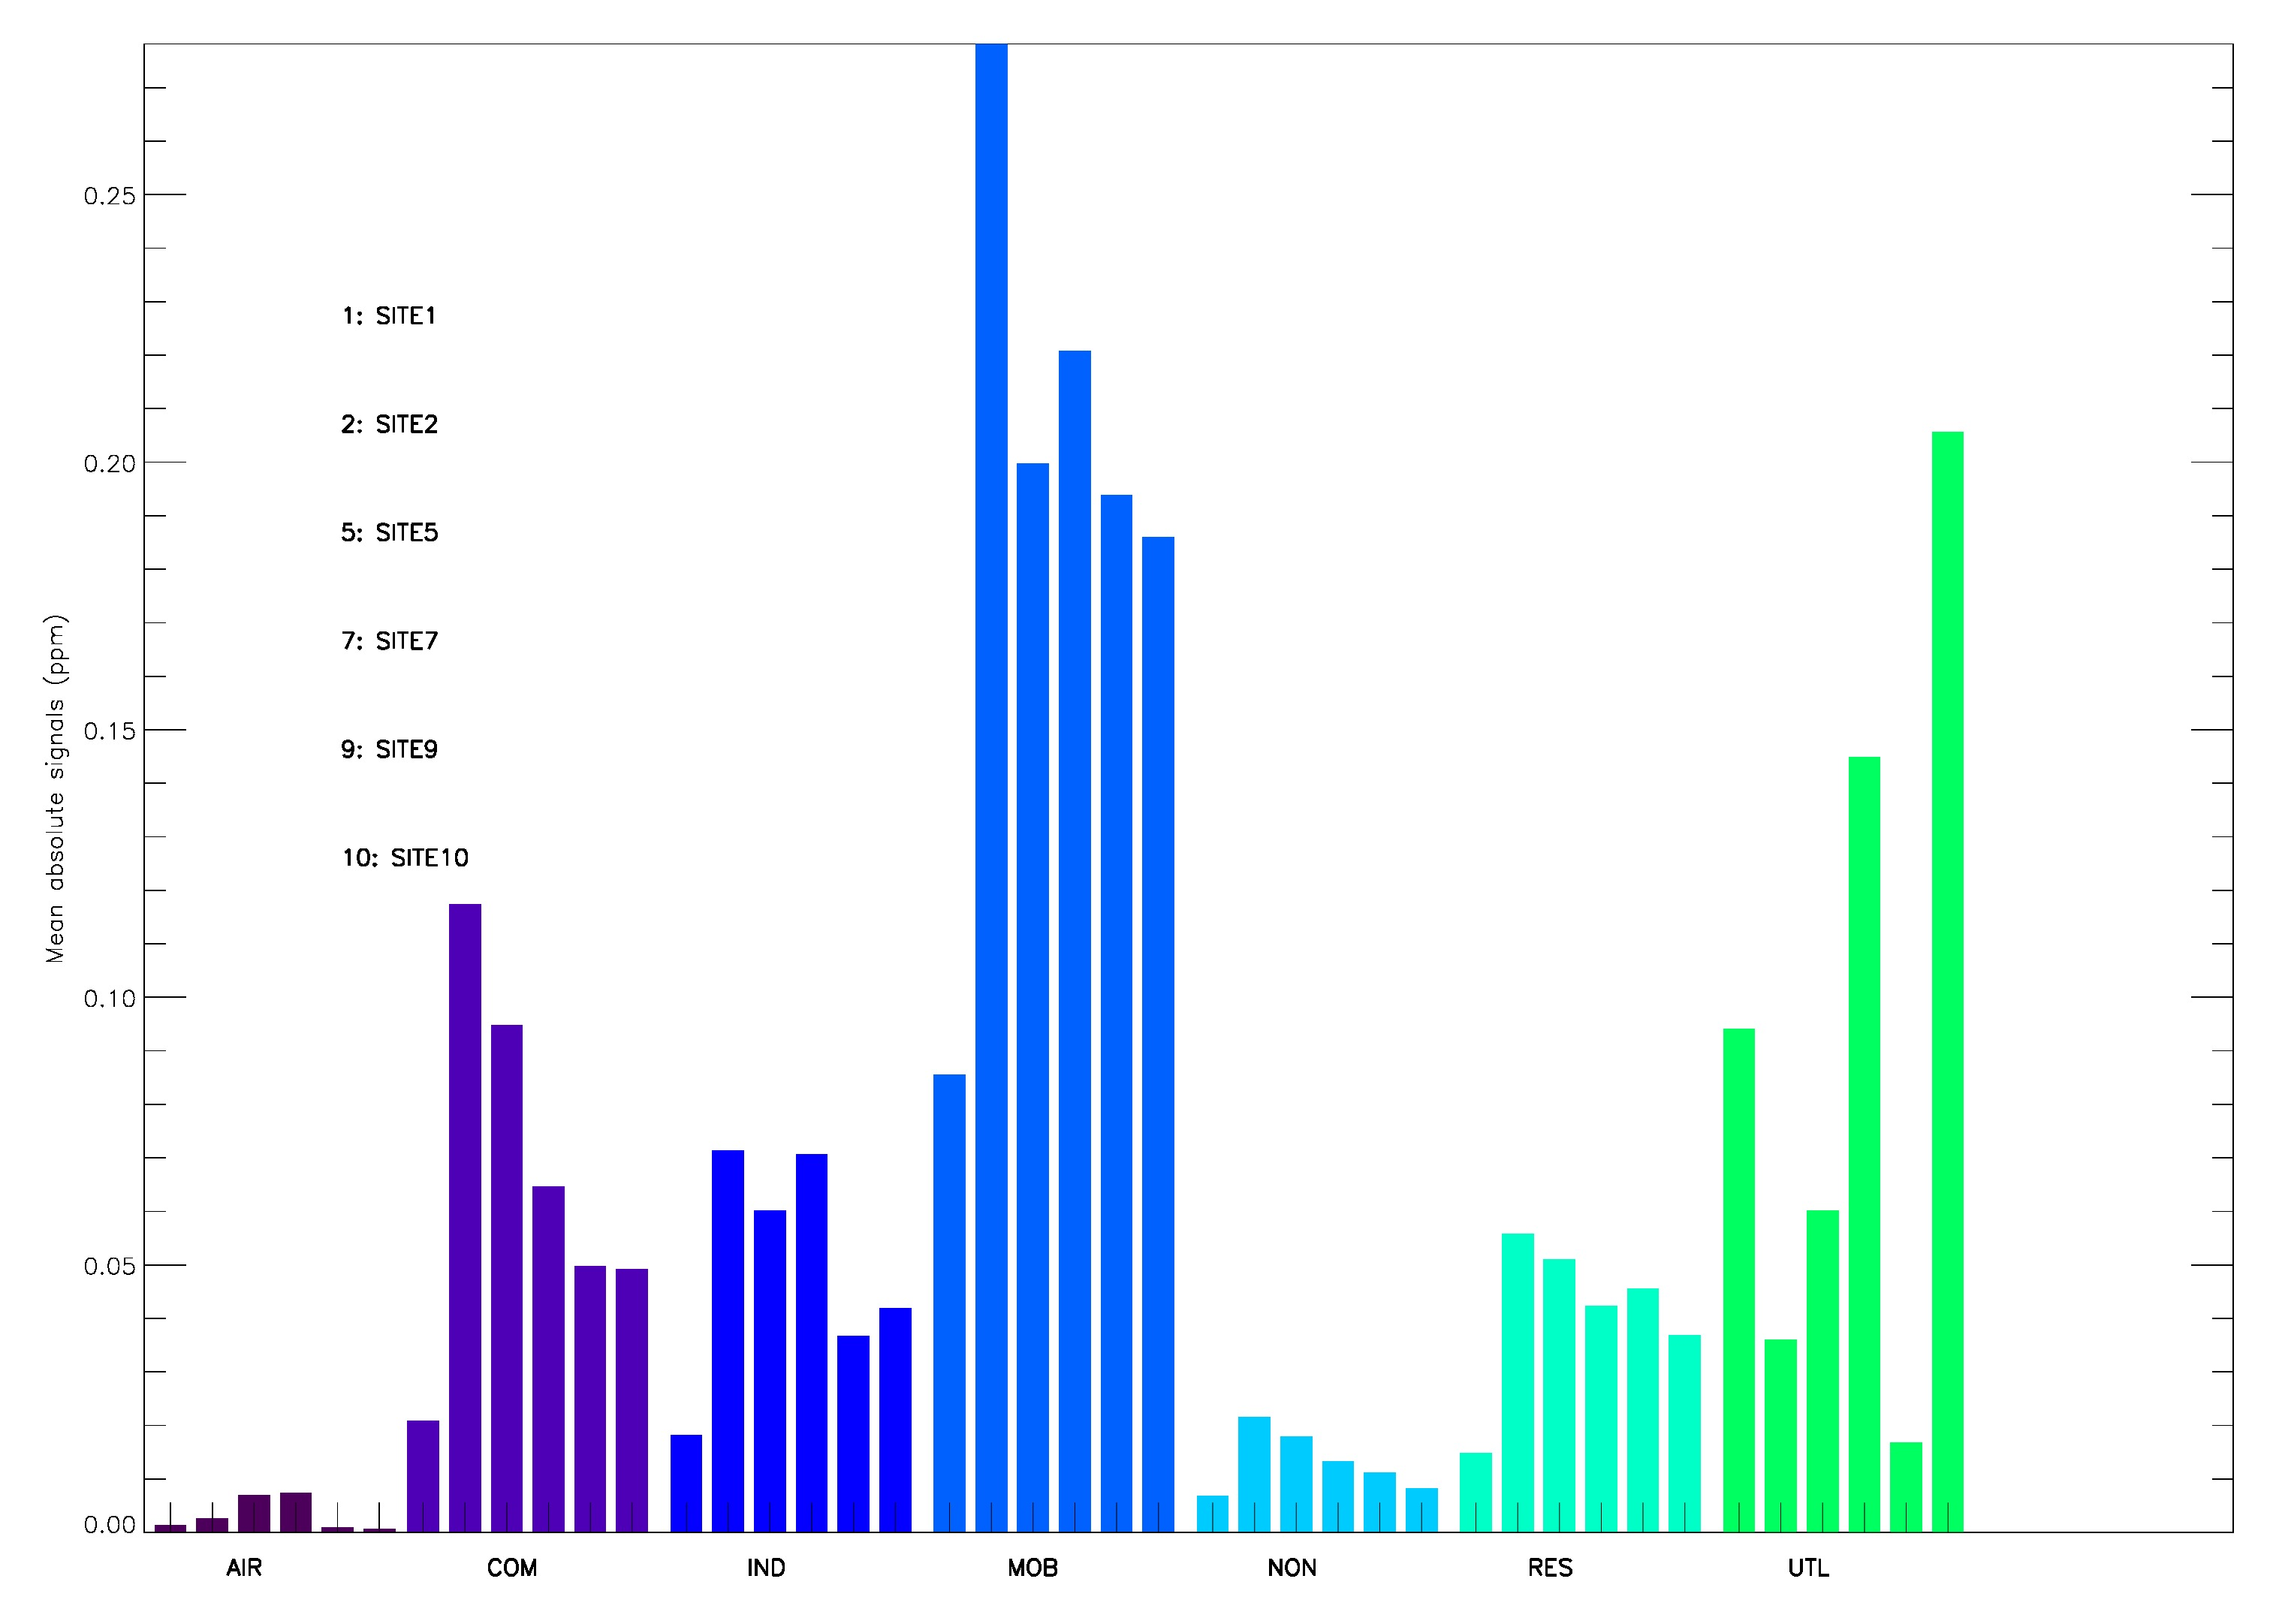 0.25
0.20
0.15
0.10
0.05
0.00
Mean absolute signals (ppm)
1: SITE1
2: SITE2
5: SITE5
7: SITE7
9: SITE9
10: SITE10
AIR COM IND MOB NON RES UTL